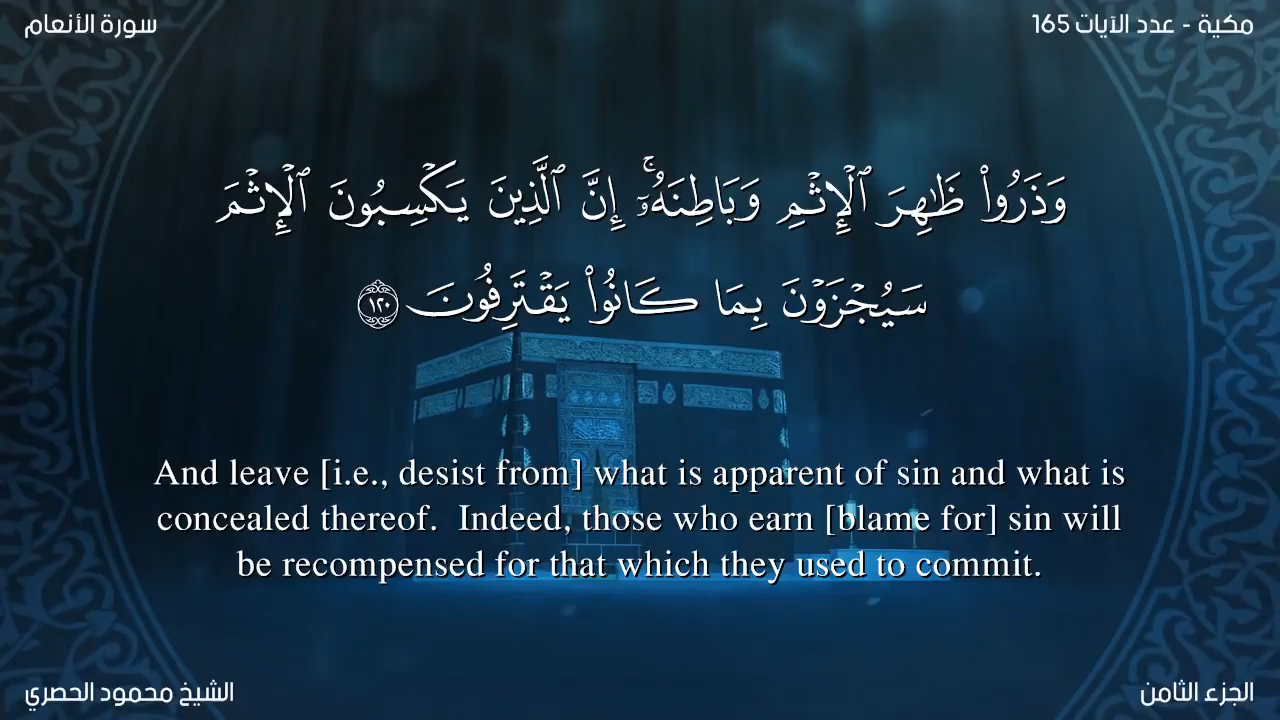 مكية - عدد الآيات 165
سورة الأنعام
وَذَرُوا۟ ظَـٰهِرَ ٱلْإِثْمِ وَبَاطِنَهُۥٓ ۚ إِنَّ ٱلَّذِينَ يَكْسِبُونَ ٱلْإِثْمَ
سَيُجْزَوْنَ بِمَا كَانُوا۟ يَقْتَرِفُونَ ١٢٠
And leave [i.e., desist from] what is apparent of sin and what is
concealed thereof.  Indeed, those who earn [blame for] sin will
be recompensed for that which they used to commit.
الجزء الثامن
الشيخ محمود الحصري